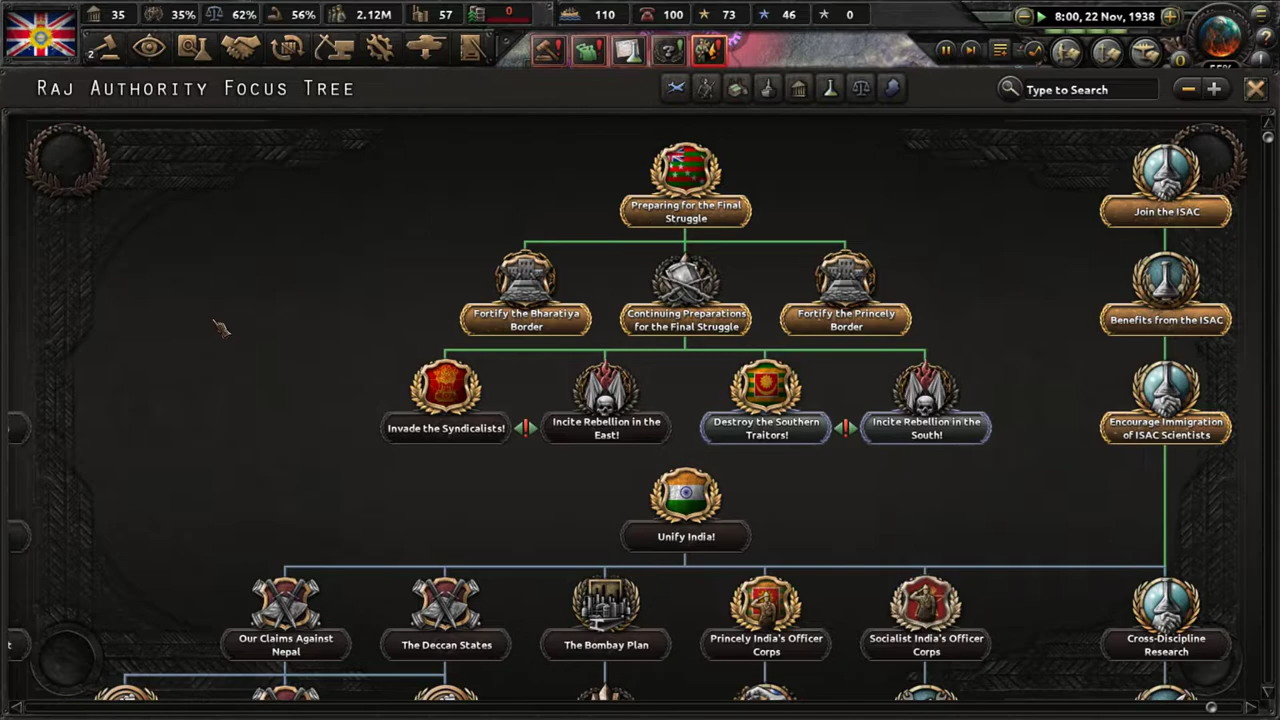 35 35% 62% 56% 2.12M 57 0 110 100 73 46 0 8:00, 22 Nov, 1938
2
0
Raj Authority Focus Tree
Type to Search
Preparing for the Final
Struggle
Join the ISAC
Fortify the Bharatiya
Border
Continuing Preparations
for the Final Struggle
Fortify the Princely
Border
Benefits from the ISAC
Invade the Syndicalists!
Incite Rebellion in the
East!
Destroy the Southern
Traitors!
Incite Rebellion in the
South!
Encourage Immigration
of ISAC Scientists
Unify India!
Our Claims Against
Nepal
The Deccan States
The Bombay Plan
Princely India's Officer
Corps
Socialist India's Officer
Corps
Cross-Discipline
Research